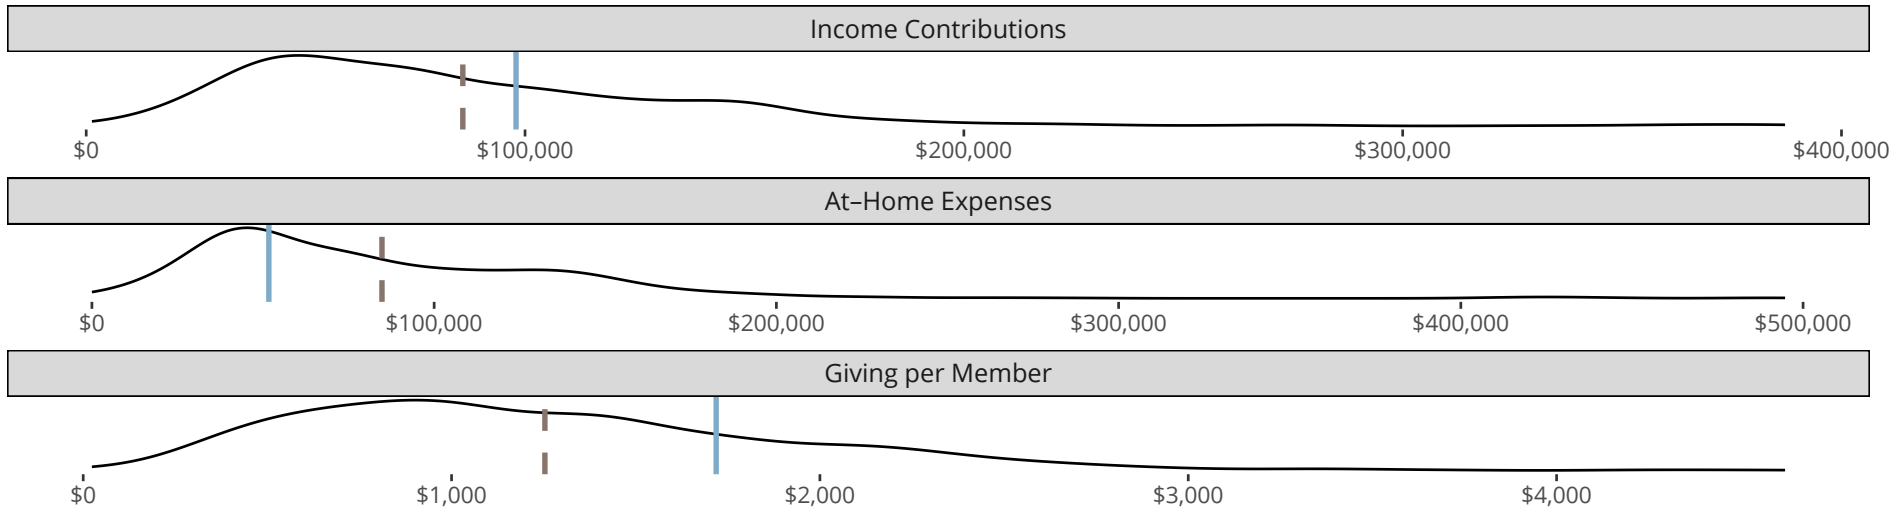 Income Contributions
$0 $100,000 $200,000 $300,000 $400,000
At–Home Expenses
$0 $100,000 $200,000 $300,000 $400,000 $500,000
Giving per Member
$0 $1,000 $2,000 $3,000 $4,000